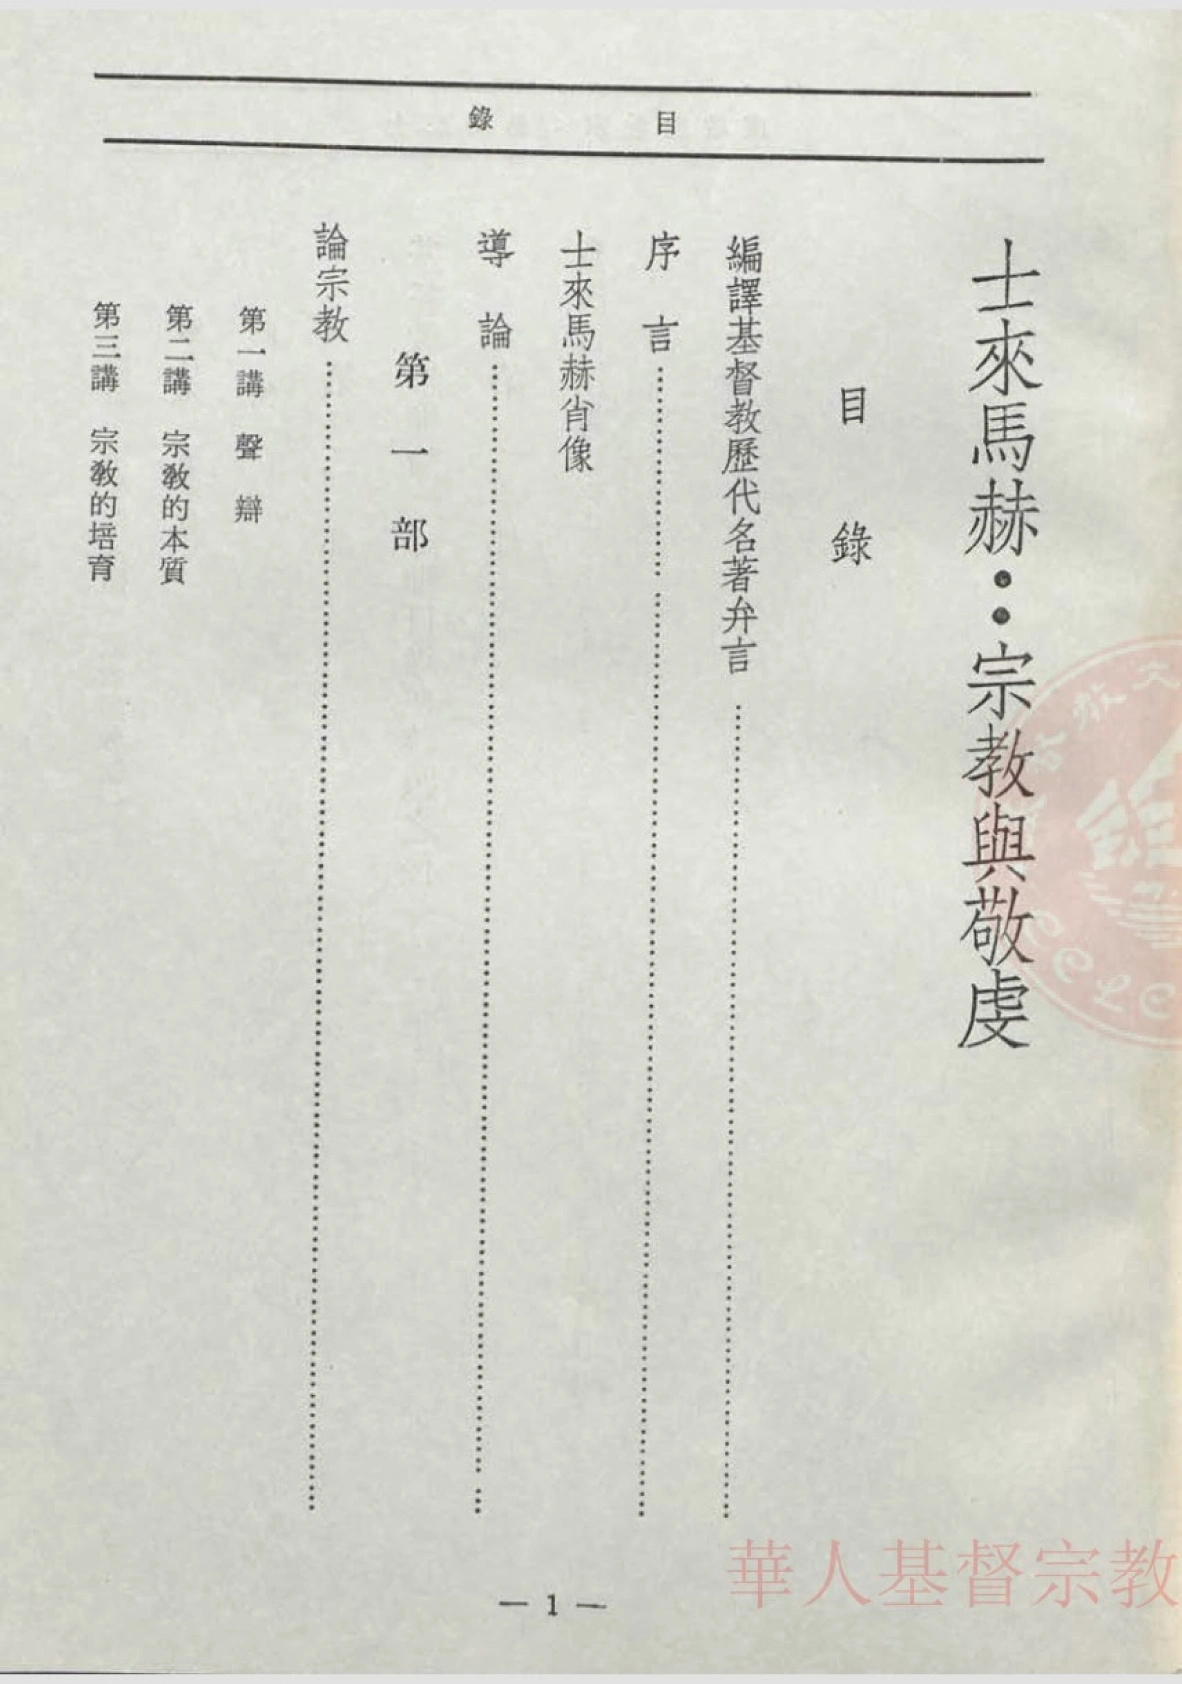 目錄
士來馬赫：宗教與敬虔
目錄
編譯基督教歷代名著弁言………
序言………
士來馬赫肖像
導論………
第一部
論宗教………
第一講 聲辯
第二講 宗教的本質
第三講 宗教的培育
— 1 —
華人基督宗教